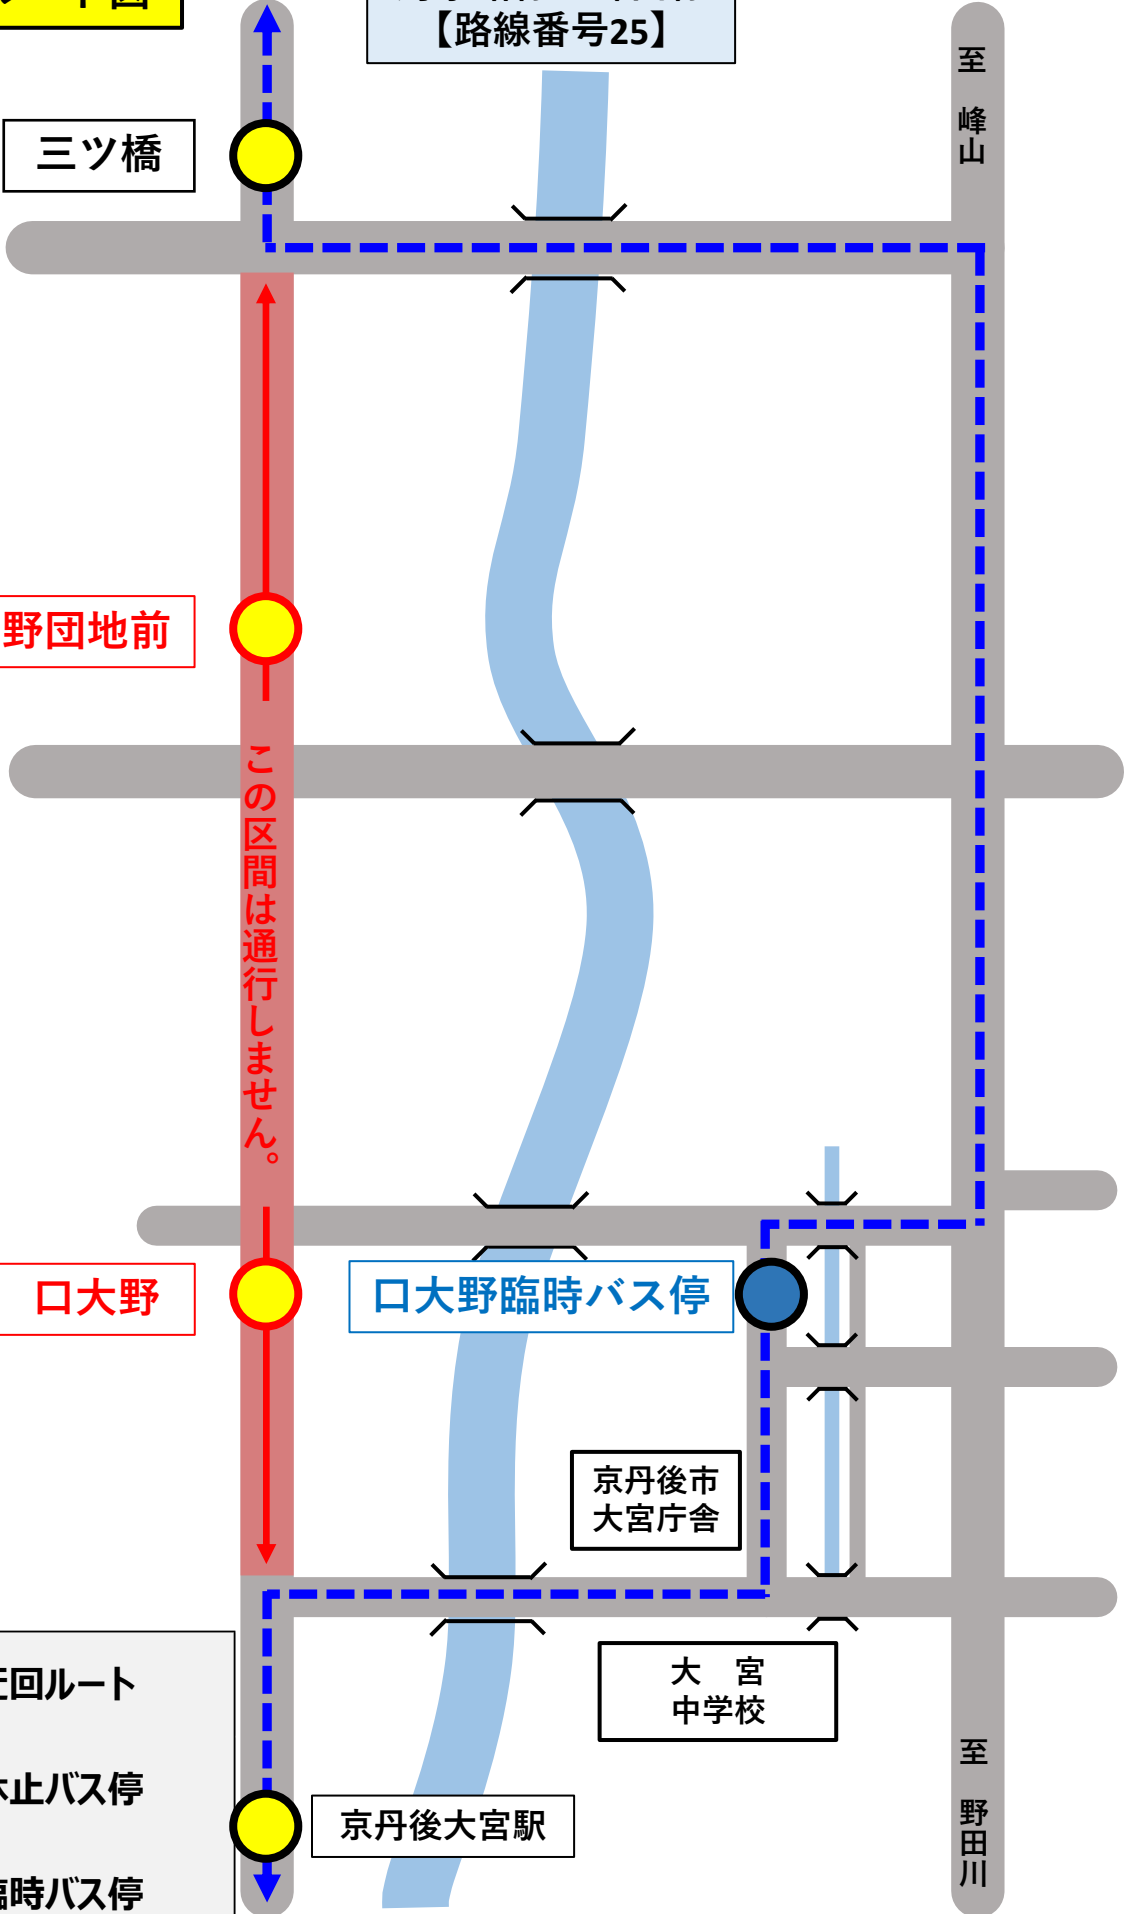 【路線番号25】
至 峰山
三ツ橋
野団地前
この区間は通行しません。
口大野
口大野臨時バス停
京丹後市
大宮庁舎
大 宮
中学校
回ルート
止バス停
京丹後大宮駅
時バス停
至 野田川